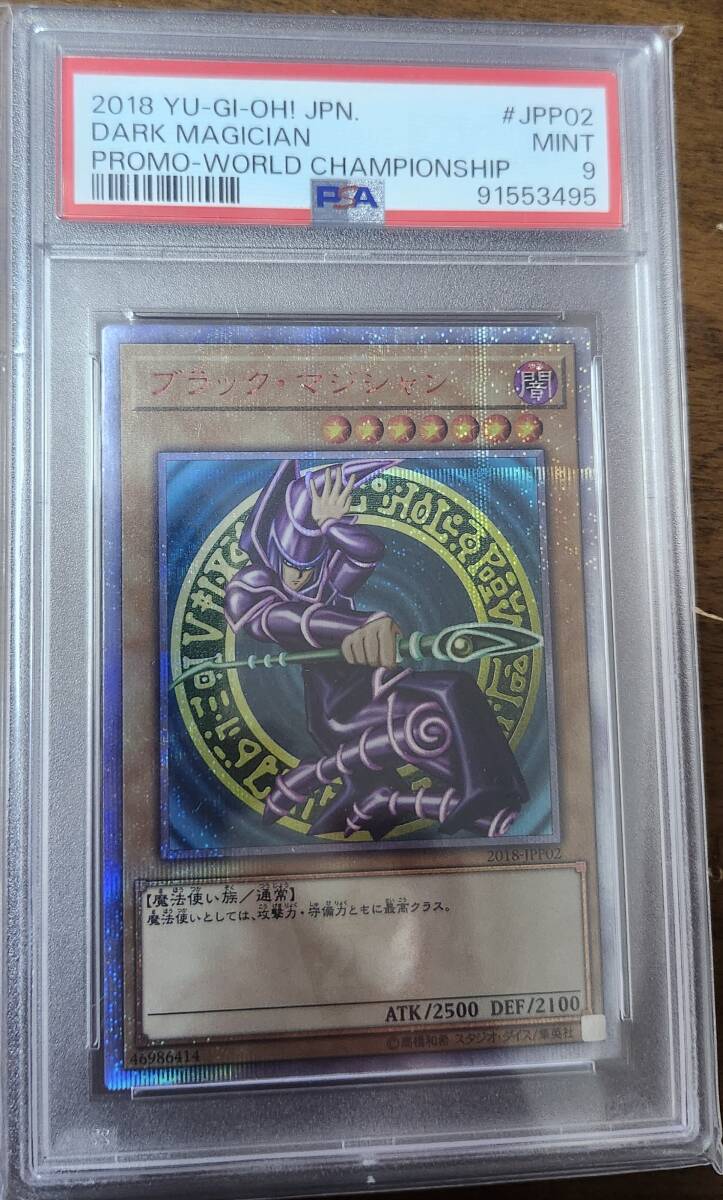 2018 YU-GI-OH! JPN. #JPP02
DARK MAGICIAN MINT
PROMO-WORLD CHAMPIONSHIP 9
PSA 91553495
ブラック・マジシャン 闇
2018-JPP02
【魔法使い族／通常】
魔法使いとしては、攻撃力・守備力ともに最高クラス。
ATK/2500 DEF/2100
46986414 ©高橋和希 スタジオ・ダイス/集英社